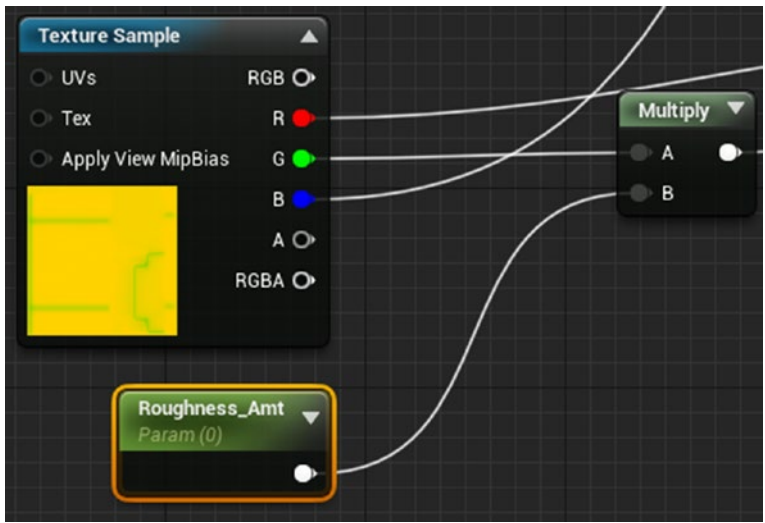 Texture Sample
UVs RGB
Tex R
Apply View MipBias G
B
A
RGBA
Multiply
A
B
Roughness_Amt
Param (0)